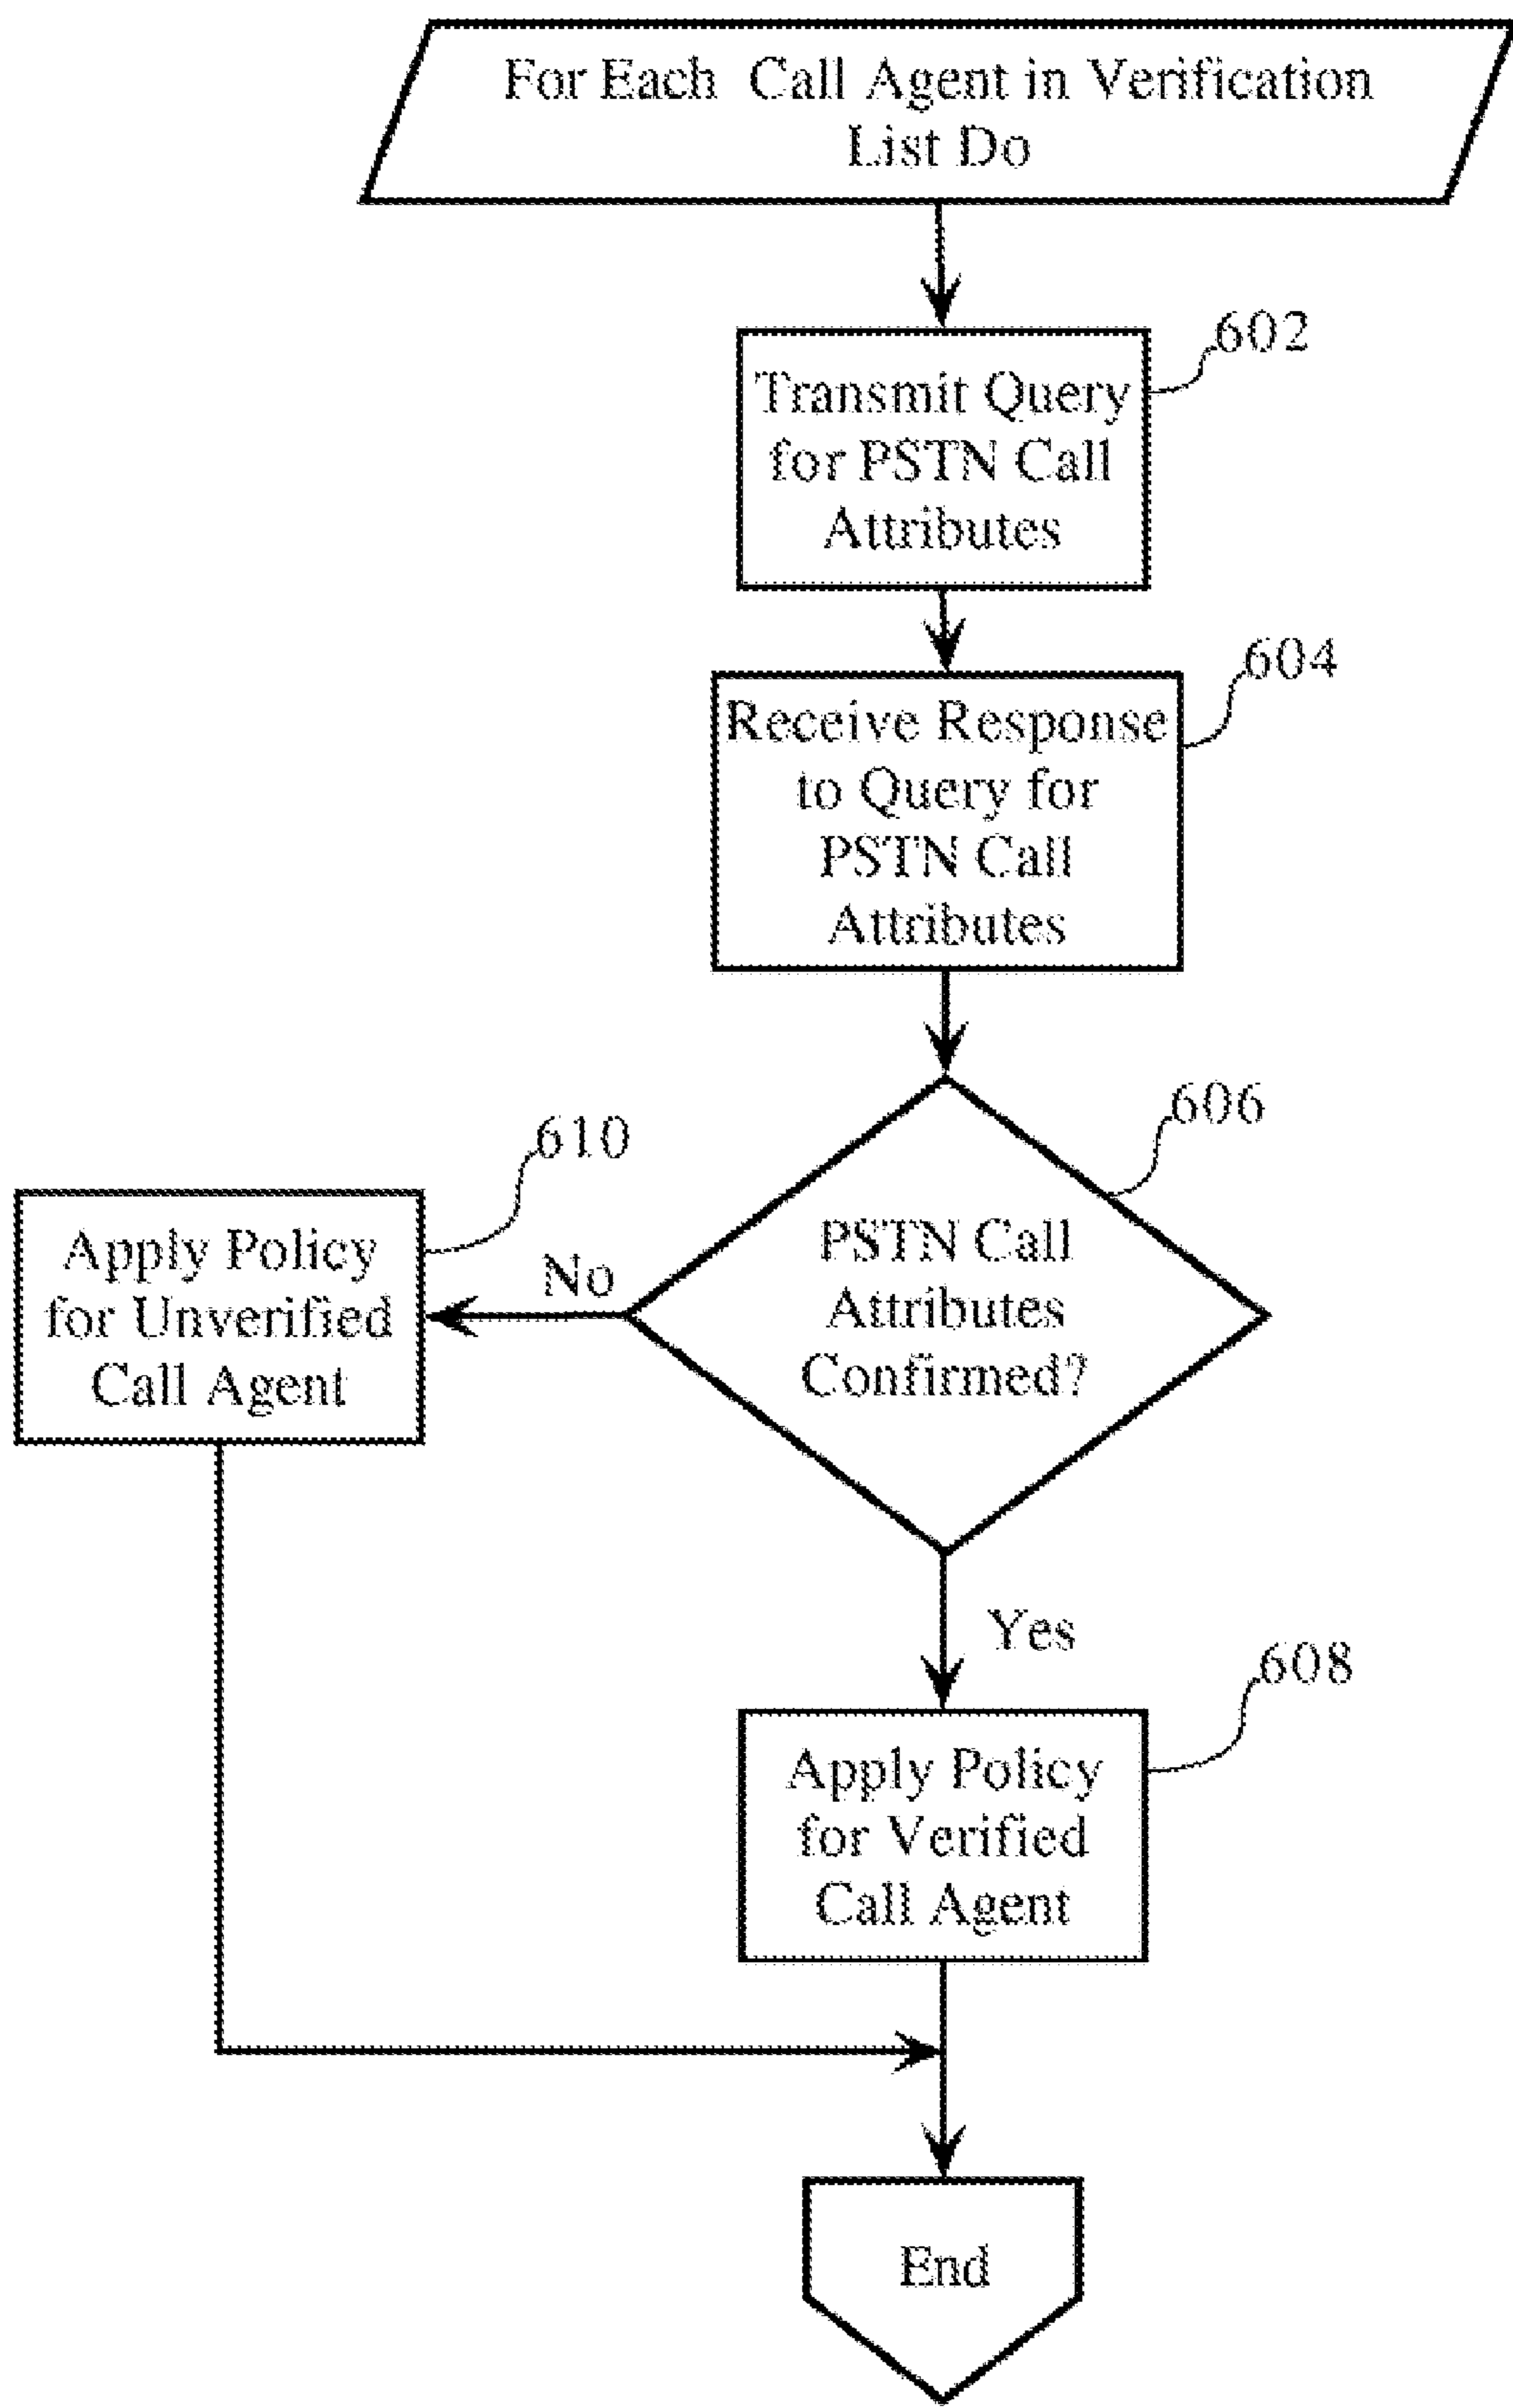 For Each Call Agent in Verification
List Do
602
Transmit Query
for PSTN Call
Attributes
604
Receive Response
to Query for
PSTN Call
Attributes
606
PSTN Call
Attributes
Confirmed?
610
No
Apply Policy
for Unverified
Call Agent
Yes
608
Apply Policy
for Verified
Call Agent
End